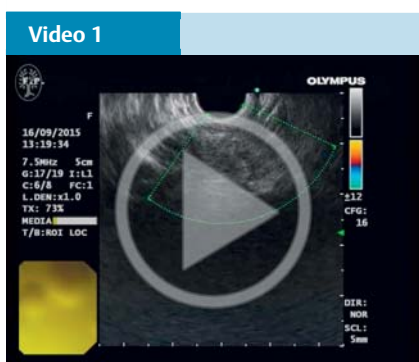 Video 1
OLYMPUS
F
16/09/2015
13:19:34
7.5MHz 5cm
G:17/19 I:L1
C:6/8 FC:1
L.DEN:x1.0
TX: 73%
MEDIA
T/B:ROI LOC
±12
CFG:
16
DIR:
NOR
SCL:
5mm